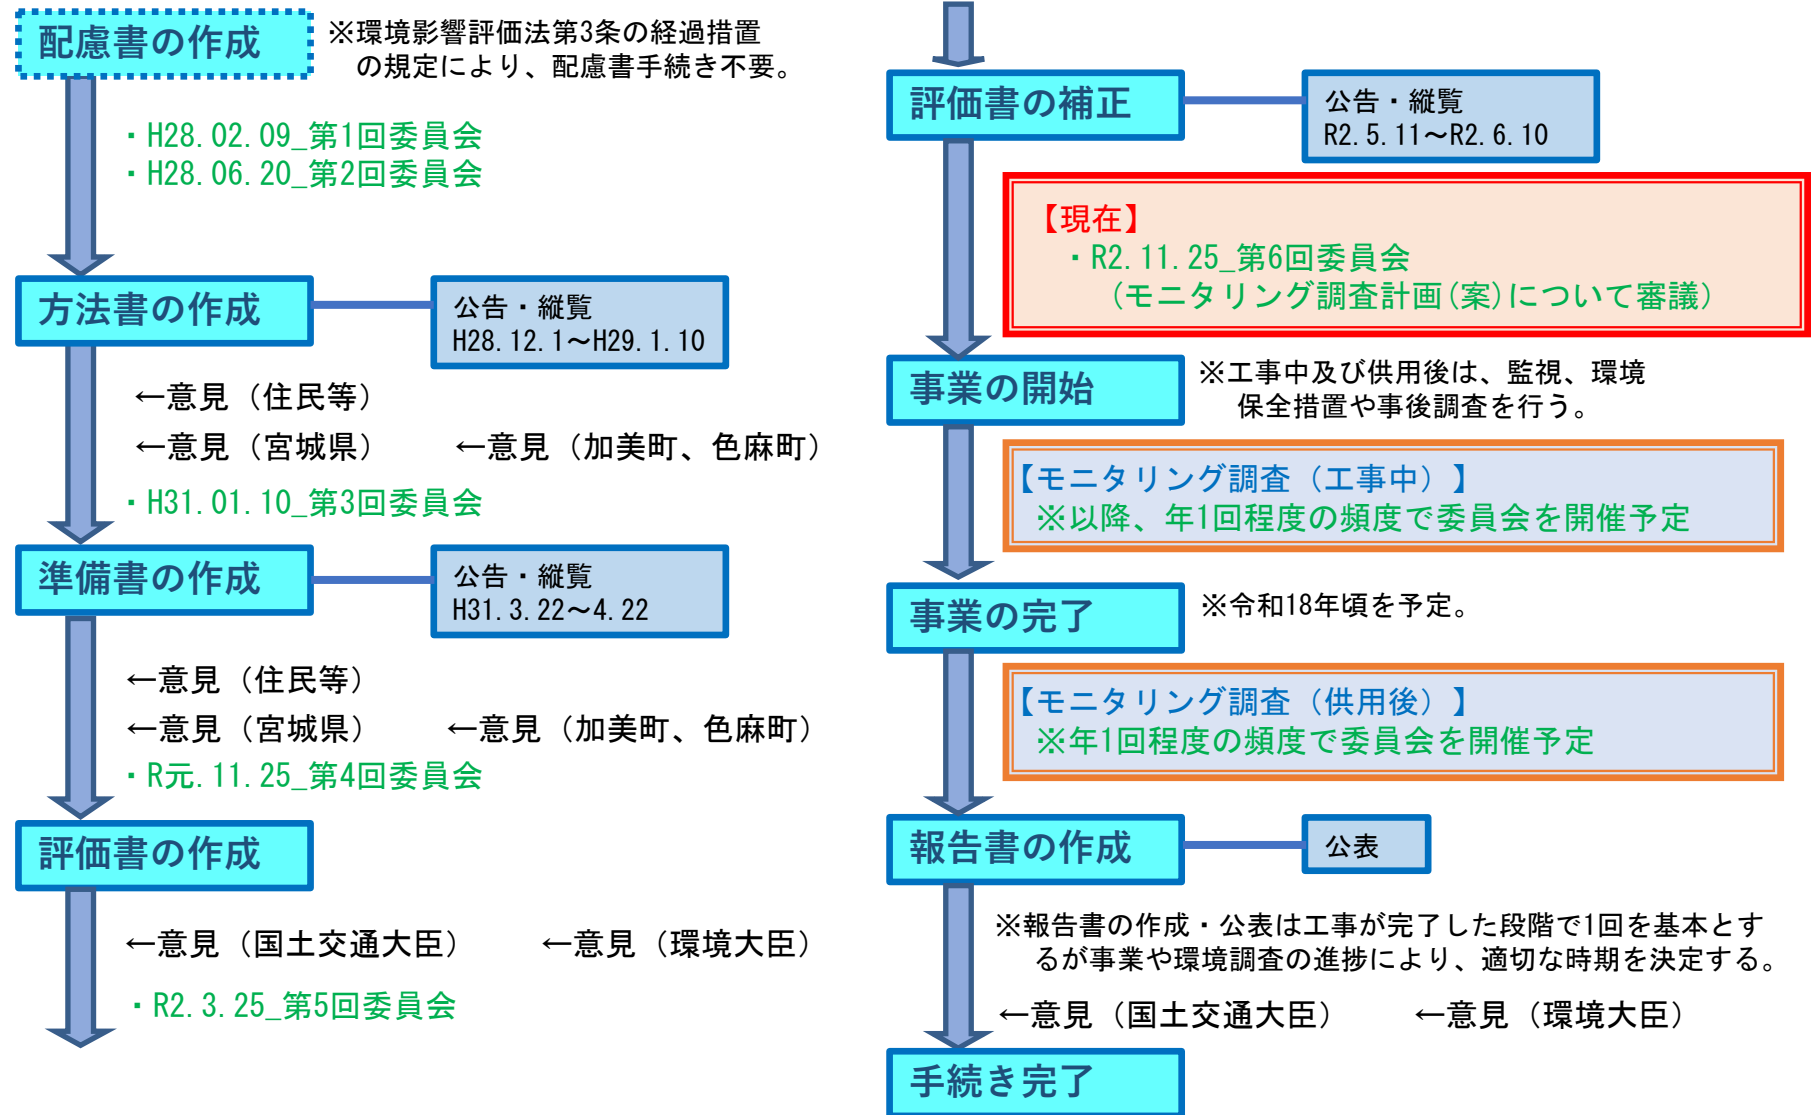 配慮書の作成
※環境影響評価法第3条の経過措置
の規定により、配慮書手続き不要。
・H28.02.09_第1回委員会
・H28.06.20_第2回委員会
方法書の作成
公告・縦覧
H28.12.1～H29.1.10
←意見（住民等）
←意見（宮城県）　　←意見（加美町、色麻町）
・H31.01.10_第3回委員会
準備書の作成
公告・縦覧
H31.3.22～4.22
←意見（住民等）
←意見（宮城県）　　←意見（加美町、色麻町）
・R元.11.25_第4回委員会
評価書の作成
←意見（国土交通大臣）　　←意見（環境大臣）
・R2.3.25_第5回委員会
評価書の補正
公告・縦覧
R2.5.11～R2.6.10
【現在】
・R2.11.25_第6回委員会
（モニタリング調査計画(案)について審議）
事業の開始
※工事中及び供用後は、監視、環境
保全措置や事後調査を行う。
【モニタリング調査（工事中）】
※以降、年1回程度の頻度で委員会を開催予定
事業の完了
※令和18年頃を予定。
【モニタリング調査（供用後）】
※年1回程度の頻度で委員会を開催予定
報告書の作成
公表
※報告書の作成・公表は工事が完了した段階で1回を基本とす
るが事業や環境調査の進捗により、適切な時期を決定する。
←意見（国土交通大臣）　　←意見（環境大臣）
手続き完了